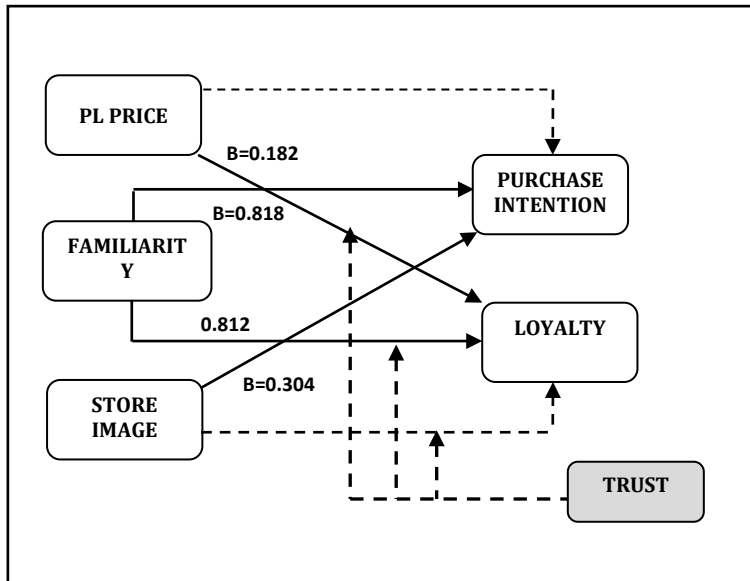 PL PRICE
B=0.182
PURCHASE
INTENTION
B=0.818
FAMILIARIT
Y
0.812
LOYALTY
B=0.304
STORE
IMAGE
TRUST